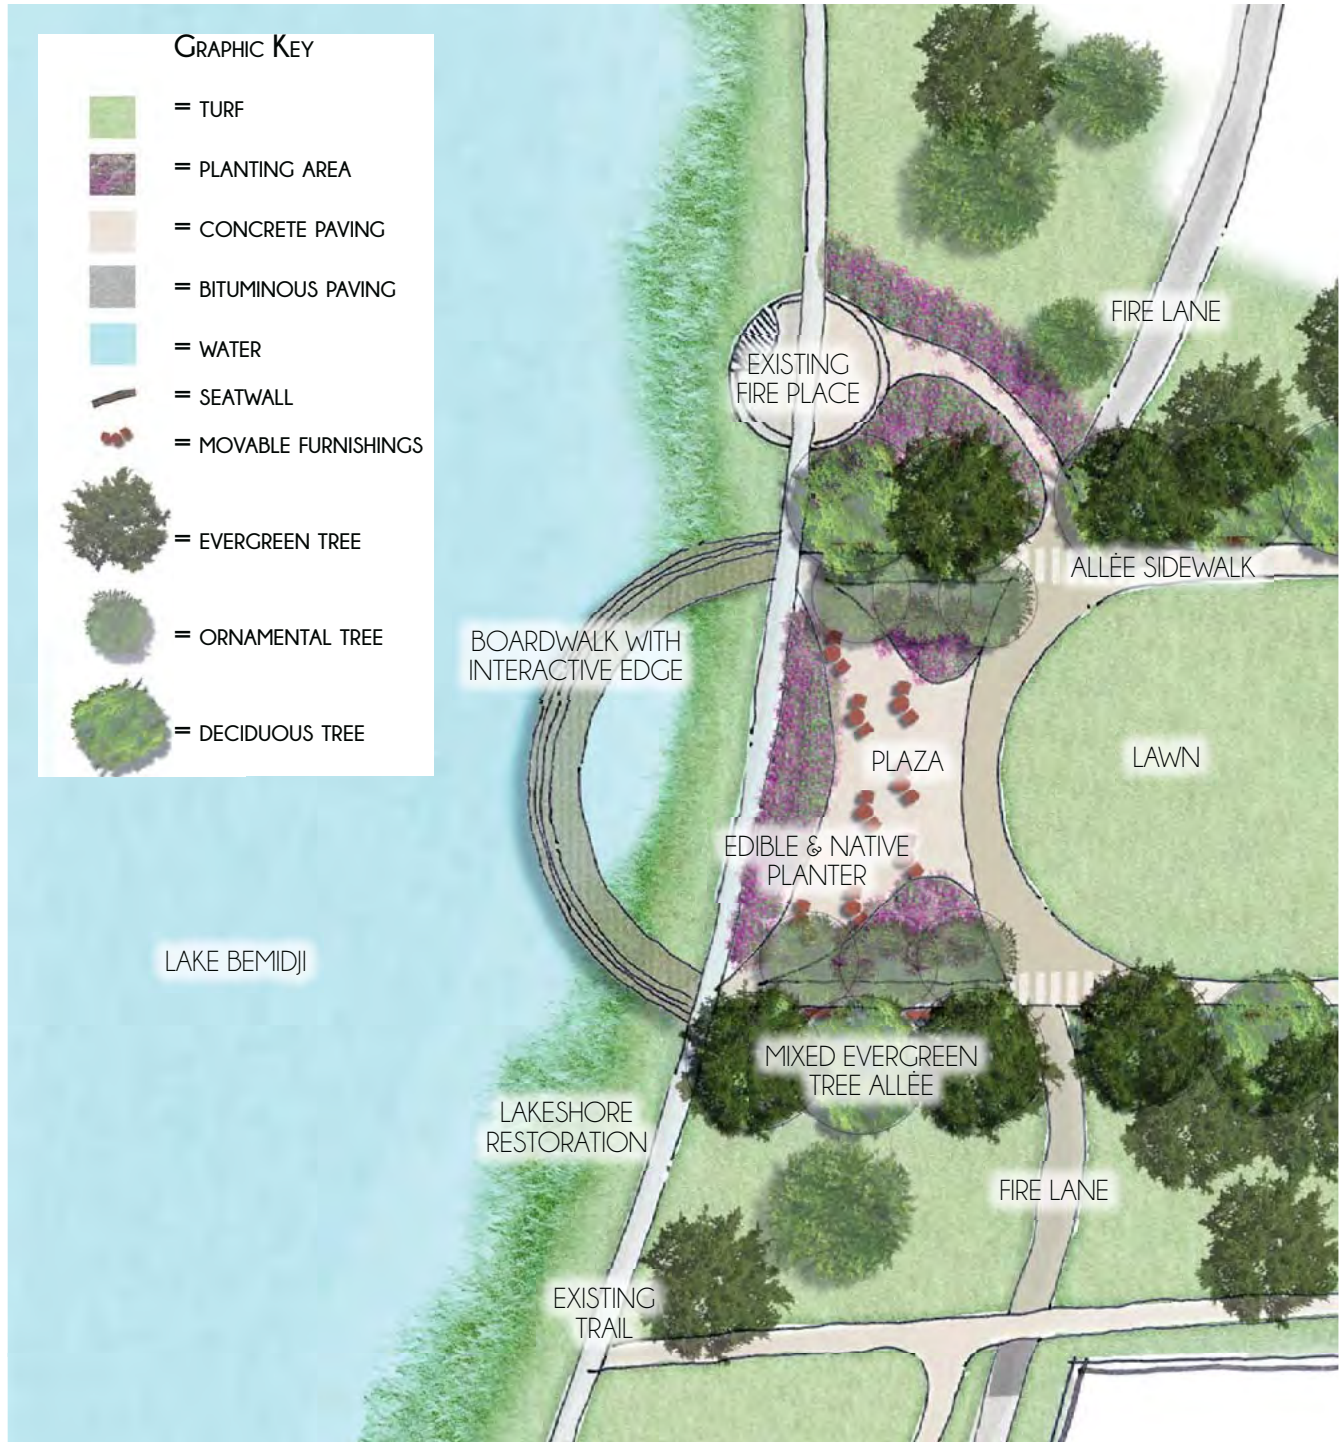 Graphic Key
= TURF
= PLANTING AREA
= CONCRETE PAVING
= BITUMINOUS PAVING
= WATER
= SEATWALL
= MOVABLE FURNISHINGS
= EVERGREEN TREE
= ORNAMENTAL TREE
= DECIDUOUS TREE
FIRE LANE
EXISTING
FIRE PLACE
ALLÉE SIDEWALK
BOARDWALK WITH
INTERACTIVE EDGE
PLAZA
LAWN
EDIBLE & NATIVE
PLANTER
LAKE BEMIDJI
MIXED EVERGREEN
TREE ALLÉE
LAKESHORE
RESTORATION
FIRE LANE
EXISTING
TRAIL